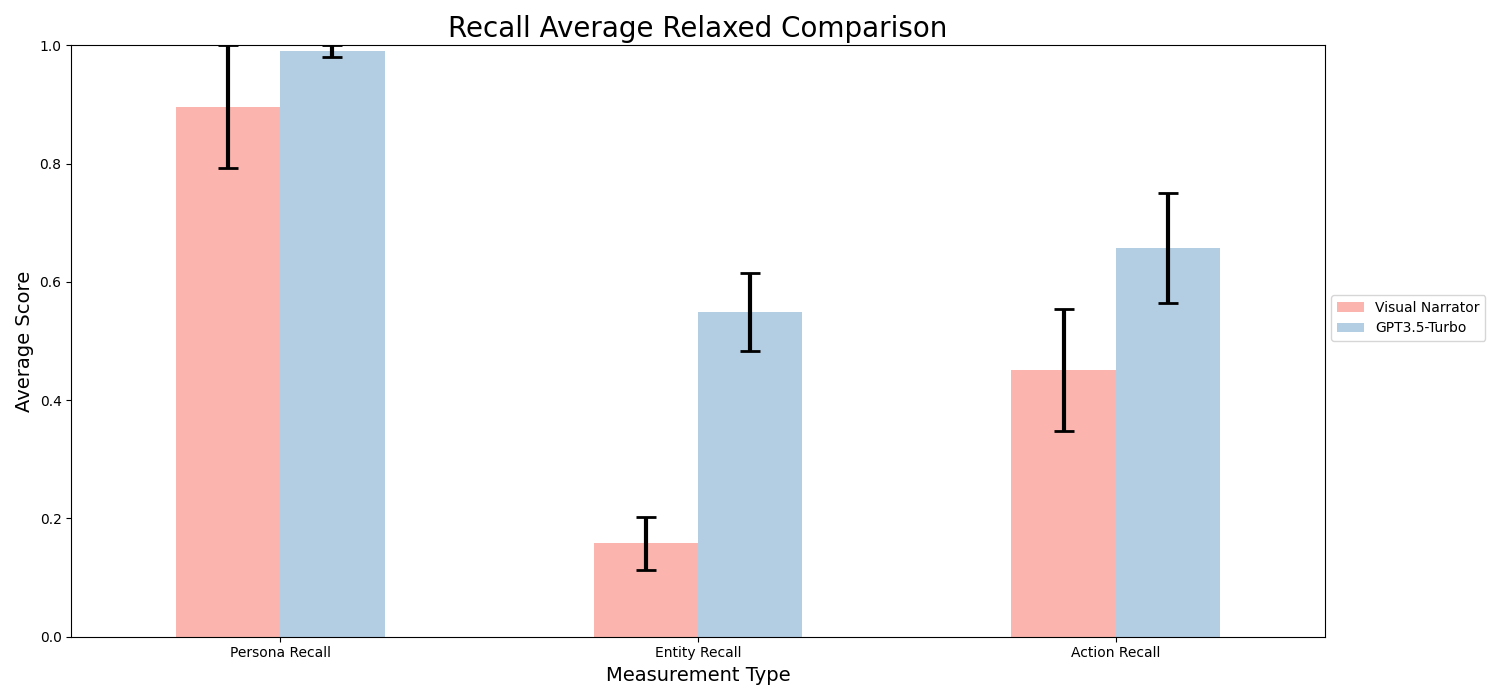 Recall Average Relaxed Comparison
Average Score
1.0
0.8
0.6
0.4
0.2
0.0
Persona Recall
Entity Recall
Action Recall
Measurement Type
Visual Narrator
GPT3.5-Turbo